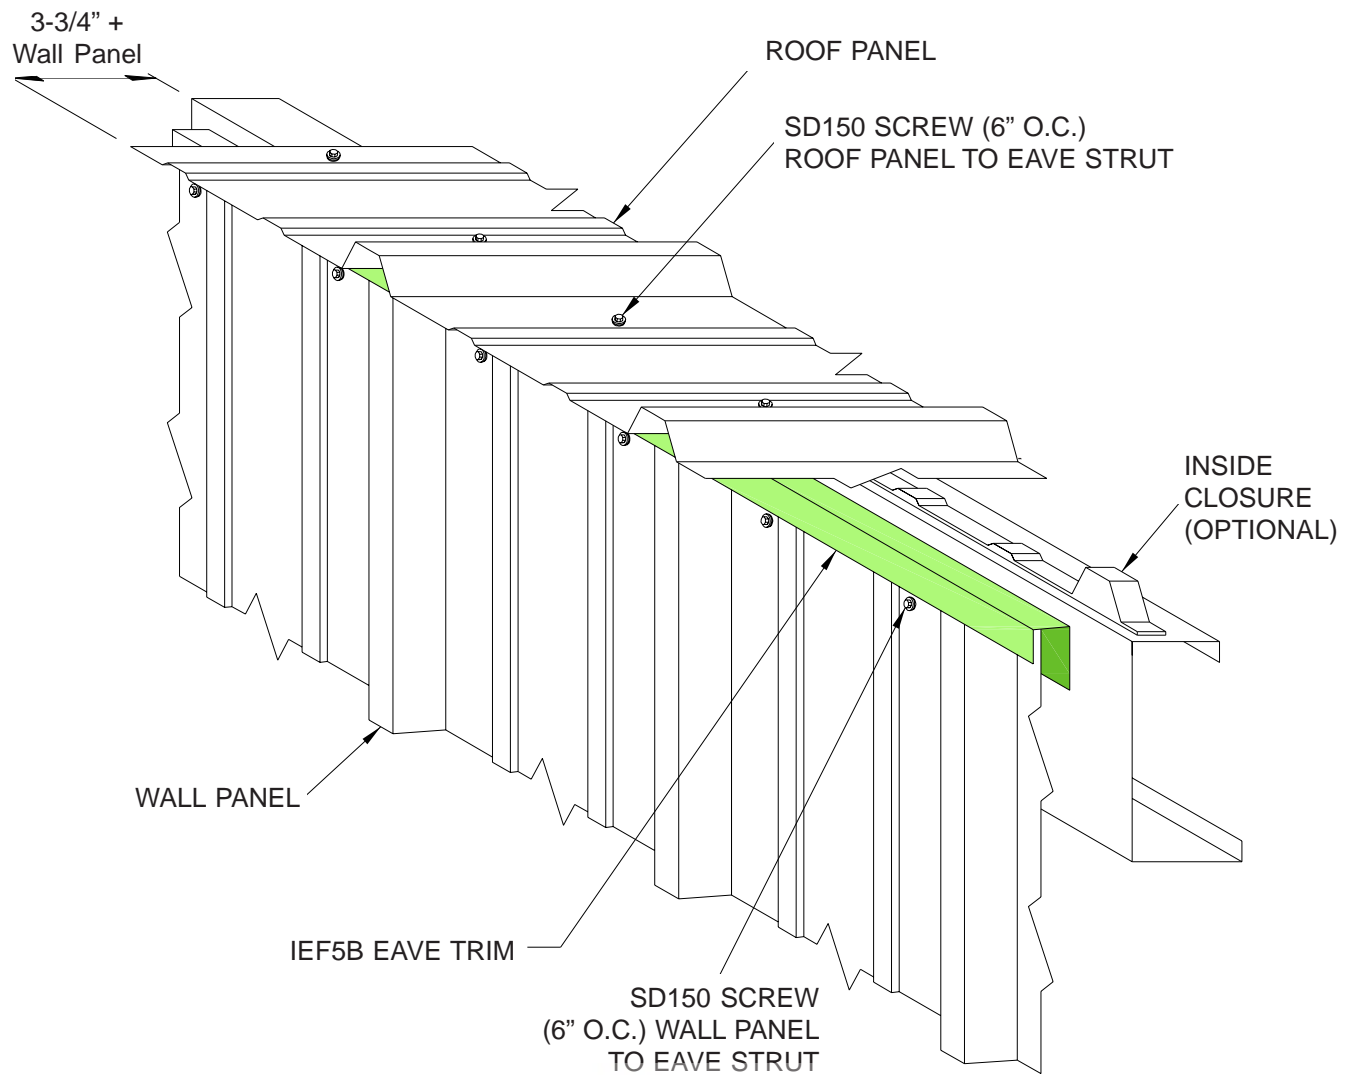 3-3/4” +
Wall Panel
ROOF PANEL
SD150 SCREW (6” O.C.)
ROOF PANEL TO EAVE STRUT
INSIDE
CLOSURE
(OPTIONAL)
WALL PANEL
IEF5B EAVE TRIM
SD150 SCREW
(6” O.C.) WALL PANEL
TO EAVE STRUT